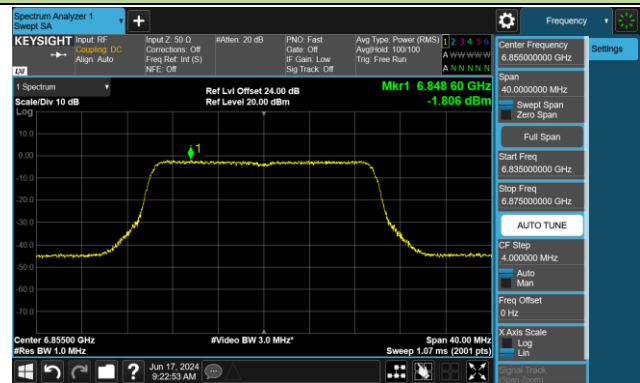 Spectrum Analyzer 1
Swept SA
+
Frequency
KEYSIGHT
Input: RF
Coupling: DC
Align: Auto
Input Z: 50 Ω
Corrections: Off
Freq Ref: Int (S)
NFE: Off
#Atten: 20 dB
PNO: Fast
Gate: Off
IF Gain: Low
Sig Track: Off
Avg Type: Power (RMS)
Avg|Hold: 100/100
Trig: Free Run
1 2 3 4 5 6
A W W W W W
A N N N N N
LXI
1 Spectrum
Scale/Div 10 dB
Ref Lvl Offset 24.00 dB
Ref Level 20.00 dBm
Mkr1 6.848 60 GHz
-1.806 dBm
Log
10.0
0.00
-10.0
-20.0
-30.0
-40.0
-50.0
-60.0
-70.0
1
Center 6.85500 GHz
#Res BW 1.0 MHz
#Video BW 3.0 MHz*
Span 40.00 MHz
Sweep 1.07 ms (2001 pts)
Jun 17, 2024
9:22:53 AM
Center Frequency
6.855000000 GHz
Span
40.0000000 MHz
Swept Span
Zero Span
Full Span
Start Freq
6.835000000 GHz
Stop Freq
6.875000000 GHz
AUTO TUNE
CF Step
4.000000 MHz
Auto
Man
Freq Offset
0 Hz
X Axis Scale
Log
Lin
Signal Track
(Span Zoom)
Settings